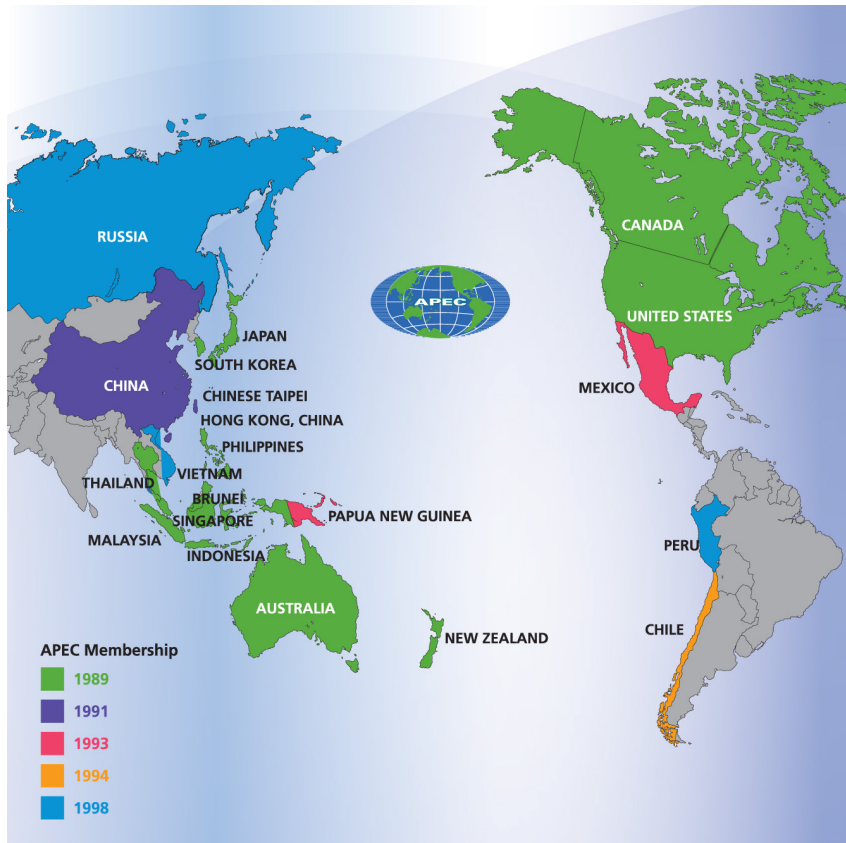 RUSSIA
CANADA
APEC
UNITED STATES
JAPAN
SOUTH KOREA
CHINA
MEXICO
CHINESE TAIPEI
HONG KONG, CHINA
PHILIPPINES
VIETNAM
THAILAND
BRUNEI
SINGAPORE
PAPUA NEW GUINEA
MALAYSIA
INDONESIA
PERU
AUSTRALIA
CHILE
NEW ZEALAND
APEC Membership
1989
1991
1993
1994
1998